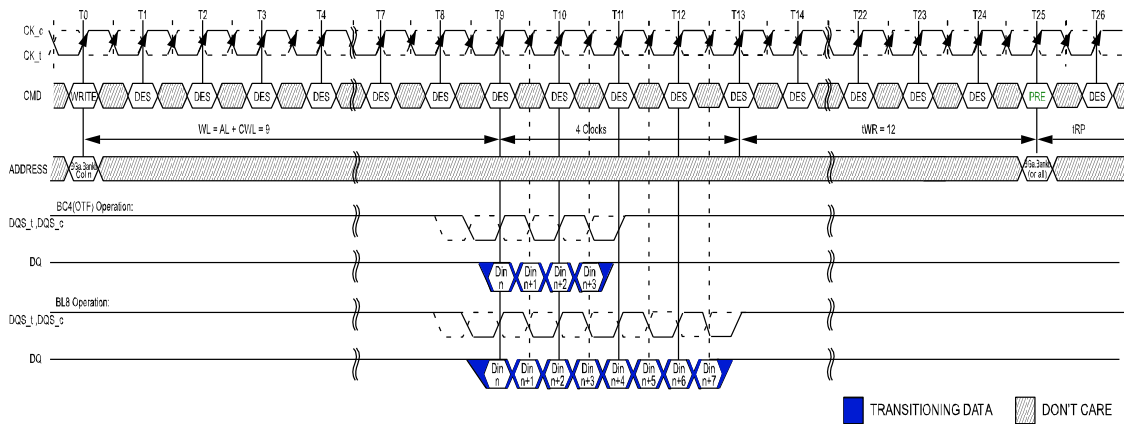 T0 T1 T2 T3 T4 T7 T8 T9 T10 T11 T12 T13 T14 T22 T23 T24 T25 T26
CK_c
CK_t
CMD WRITE DES DES DES DES DES DES DES DES DES DES DES DES DES DES DES PRE DES
WL = AL + CWL = 9 4 Clocks tWR = 12 tRP
ADDRESS
Col n (or all)
BC4(OTF) Operation:
DQS_t ,DQS_c
DQ
Din n Din n+1 Din n+2 Din n+3
BL8 Operation:
DQS_t ,DQS_c
DQ
Din n Din n+1 Din n+2 Din n+3 Din n+4 Din n+5 Din n+6 Din n+7
TRANSITIONING DATA DON'T CARE